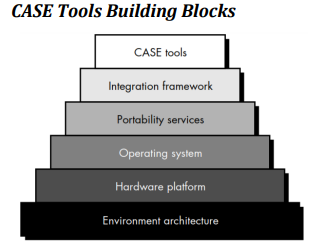 CASE Tools Building Blocks
CASE tools
Integration framework
Portability services
Operating system
Hardware platform
Environment architecture